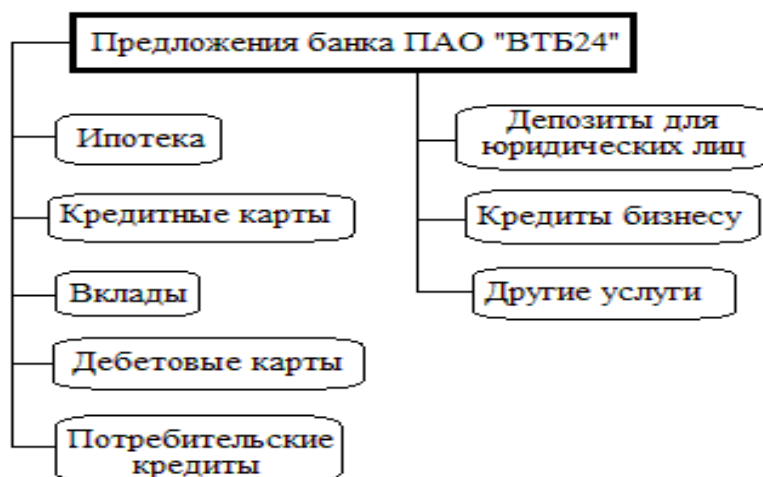 Предложения банка ПАО "ВТБ24"
Ипотека
Кредитные карты
Вклады
Дебетовые карты
Потребительские
кредиты
Депозиты для
юридических лиц
Кредиты бизнесу
Другие услуги